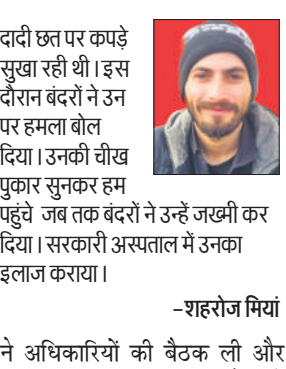 दादी छत पर कपड़े
सुखा रही थी। इस
दौरान बंदरों ने उन
पर हमला बोल
दिया। उनकी चीख
पुकार सुनकर हम
पहुंचे जब तक बंदरों ने उन्हें जख्मी कर
दिया। सरकारी अस्पताल में उनका
इलाज कराया।
-शहरोज मियां
ने अधिकारियों की बैठक ली और